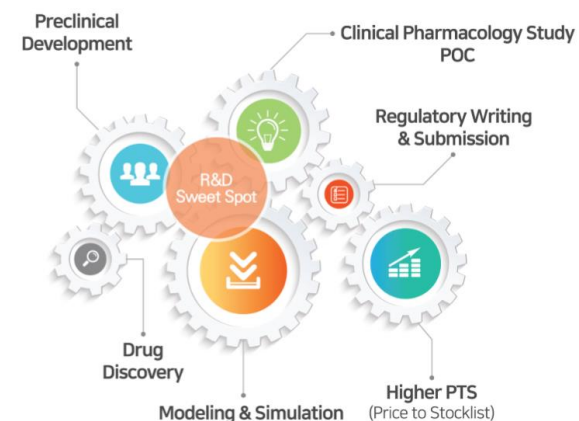 Preclinical
Development
Clinical Pharmacology Study
POC
Regulatory Writing
& Submission
R&D
Sweet Spot
Drug
Discovery
Modeling & Simulation
Higher PTS
(Price to Stocklist)